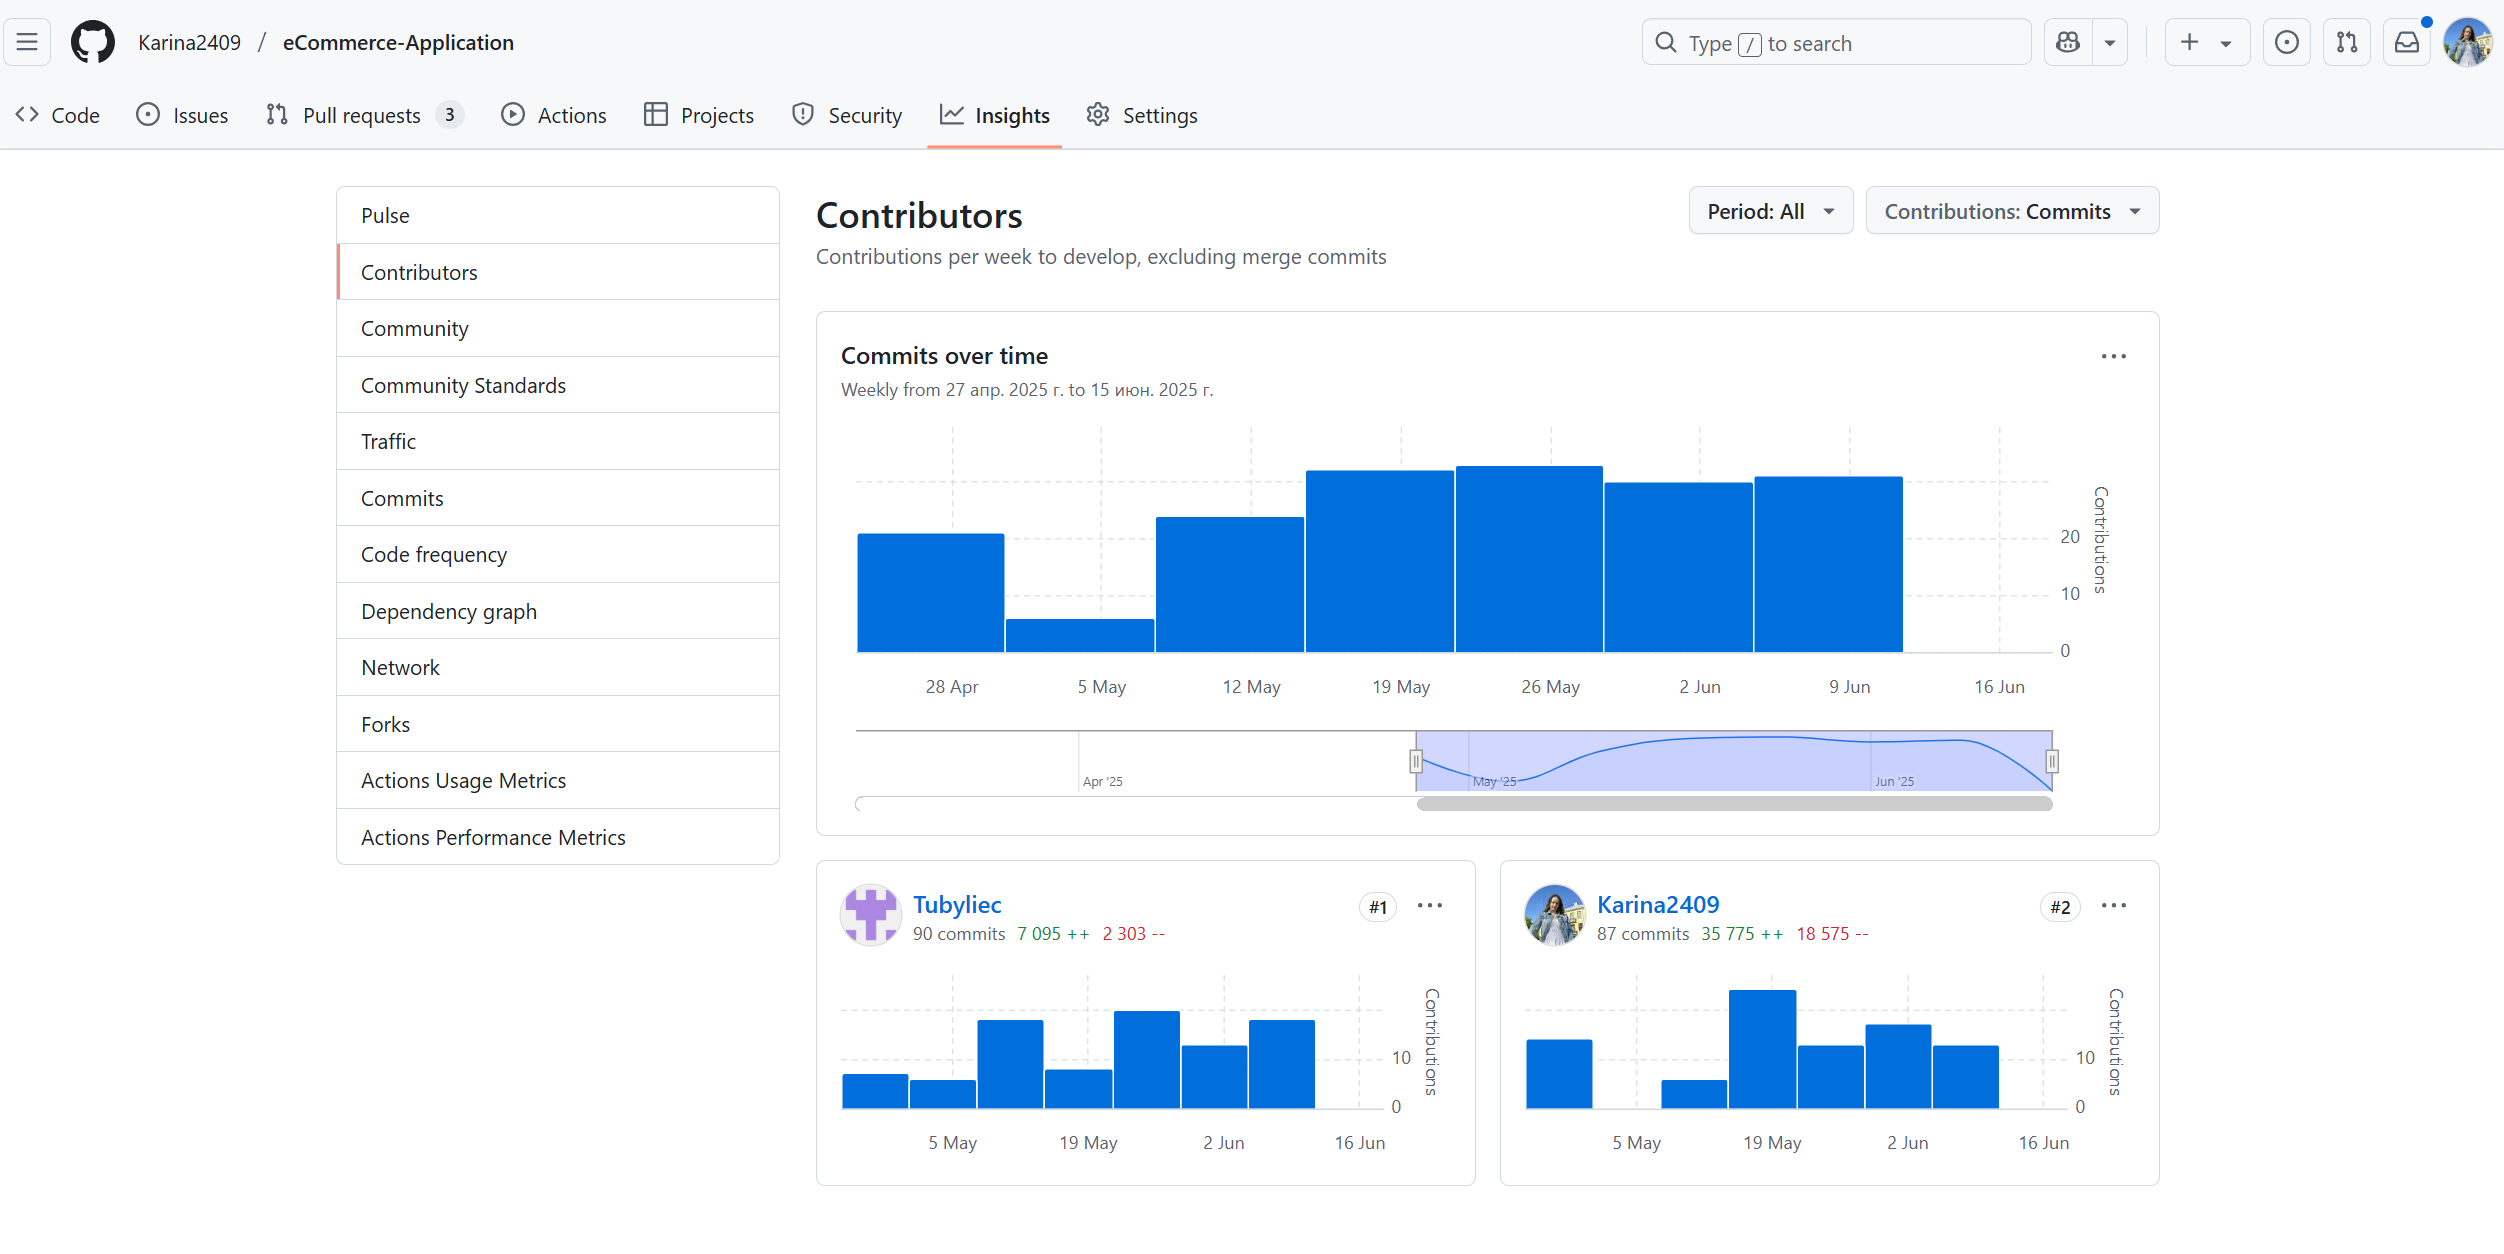 Karina2409 / eCommerce-Application
Type / to search
Code
Issues
Pull requests 3
Actions
Projects
Security
Insights
Settings
Pulse
Contributors
Community
Community Standards
Traffic
Commits
Code frequency
Dependency graph
Network
Forks
Actions Usage Metrics
Actions Performance Metrics
Contributors
Contributions per week to develop, excluding merge commits
Period: All
Contributions: Commits
Commits over time
Weekly from 27 апр. 2025 г. to 15 июн. 2025 г.
20
10
0
Contributions
28 Apr 5 May 12 May 19 May 26 May 2 Jun 9 Jun 16 Jun
Apr '25 May '25 Jun '25
Tubyliec
#1
90 commits 7 095 ++ 2 303 --
10
0
Contributions
5 May 19 May 2 Jun 16 Jun
Karina2409
#2
87 commits 35 775 ++ 18 575 --
10
0
Contributions
5 May 19 May 2 Jun 16 Jun